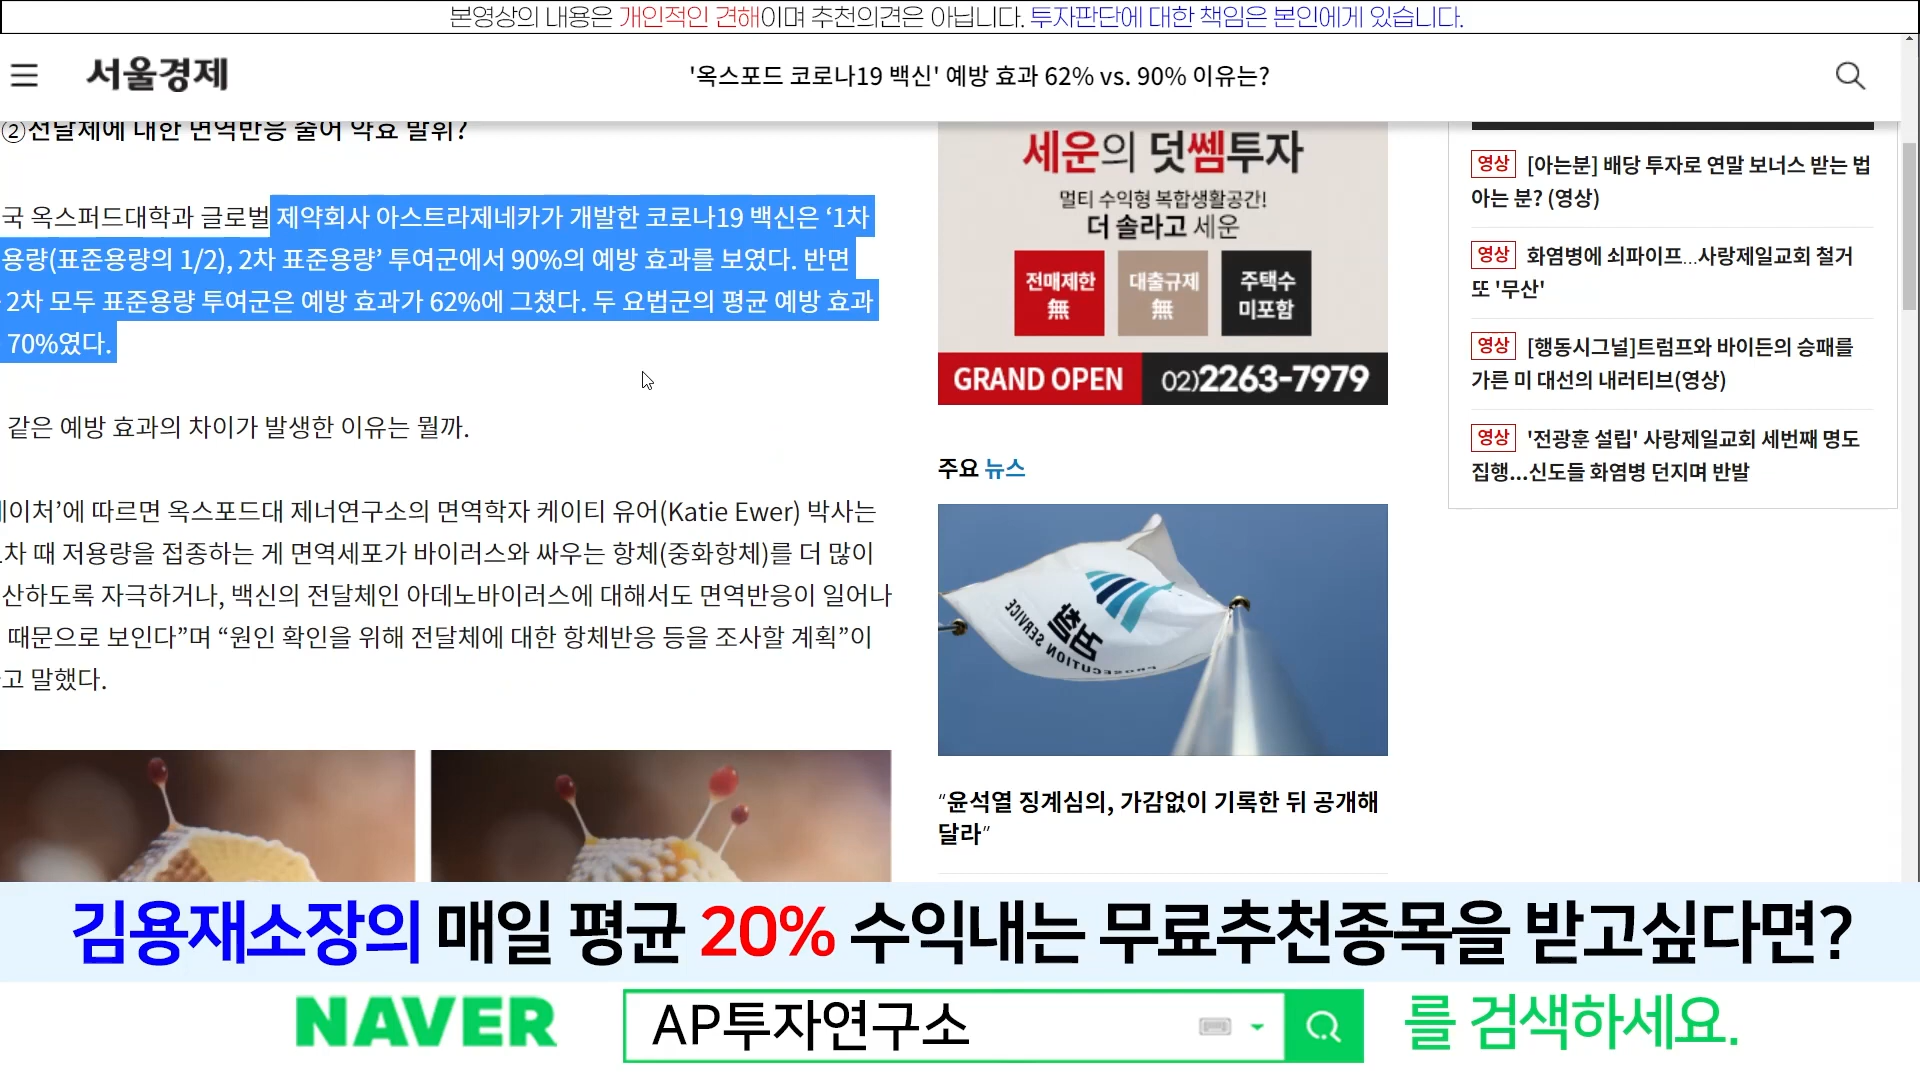 본영상의 내용은 개인적인 견해이며 추천의견은 아닙니다. 투자판단에 대한 책임은 본인에게 있습니다.
서울경제
'옥스포드 코로나19 백신' 예방 효과 62% vs. 90% 이유는?
②전달체에 대한 면역반응 줄어 약효 발휘?
국 옥스퍼드대학과 글로벌 제약회사 아스트라제네카가 개발한 코로나19 백신은 ‘1차
용량(표준용량의 1/2), 2차 표준용량’ 투여군에서 90%의 예방 효과를 보였다. 반면
2차 모두 표준용량 투여군은 예방 효과가 62%에 그쳤다. 두 요법군의 평균 예방 효과
70%였다.
같은 예방 효과의 차이가 발생한 이유는 뭘까.
이처’에 따르면 옥스포드대 제너연구소의 면역학자 케이티 유어(Katie Ewer) 박사는
차 때 저용량을 접종하는 게 면역세포가 바이러스와 싸우는 항체(중화항체)를 더 많이
산하도록 자극하거나, 백신의 전달체인 아데노바이러스에 대해서도 면역반응이 일어나
때문으로 보인다”며 “원인 확인을 위해 전달체에 대한 항체반응 등을 조사할 계획”이
고 말했다.
세운의 덧쎔투자
멀티 수익형 복합생활공간!
더 솔라고 세운
전매제한 無
대출규제 無
주택수 미포함
GRAND OPEN 02)2263-7979
주요 뉴스
검찰
PROSECUTION SERVICE
“윤석열 징계심의, 가감없이 기록한 뒤 공개해
달라”
영상 [아는분] 배당 투자로 연말 보너스 받는 법
아는 분? (영상)
영상 화염병에 쇠파이프…사랑제일교회 철거
또 '무산'
영상 [행동시그널]트럼프와 바이든의 승패를
가른 미 대선의 내러티브(영상)
영상 '전광훈 설립' 사랑제일교회 세번째 명도
집행...신도들 화염병 던지며 반발
김용재소장의 매일 평균 20% 수익내는 무료추천종목을 받고싶다면?
NAVER AP투자연구소 를 검색하세요.